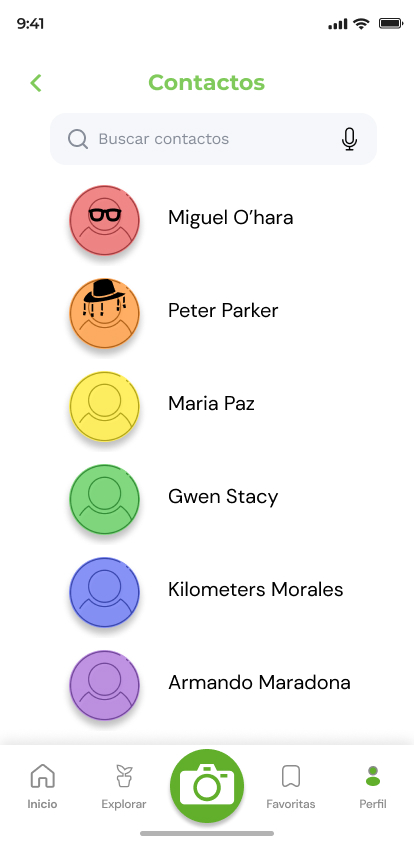 9:41
Contactos
Buscar contactos
Miguel O’hara
Peter Parker
Maria Paz
Gwen Stacy
Kilometers Morales
Armando Maradona
Inicio Explorar Favoritas Perfil